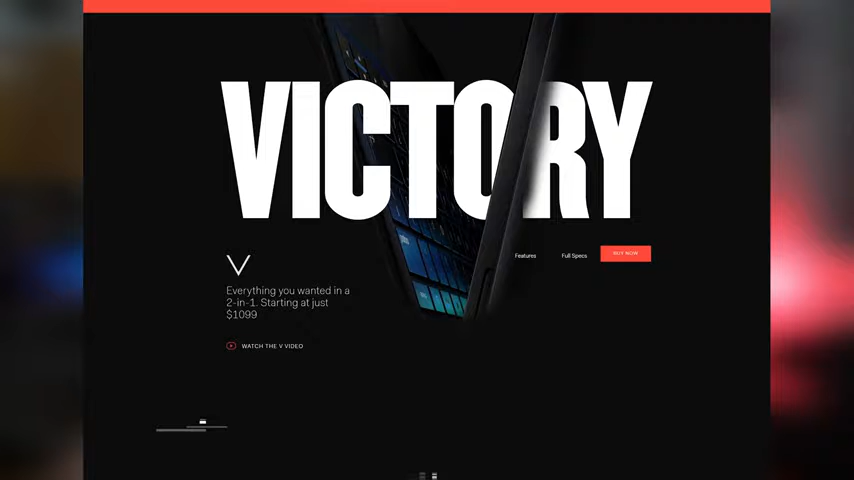 VICTORY
V
Features
Full Specs
BUY NOW
Everything you wanted in a
2-in-1. Starting at just
$1099
WATCH THE V VIDEO